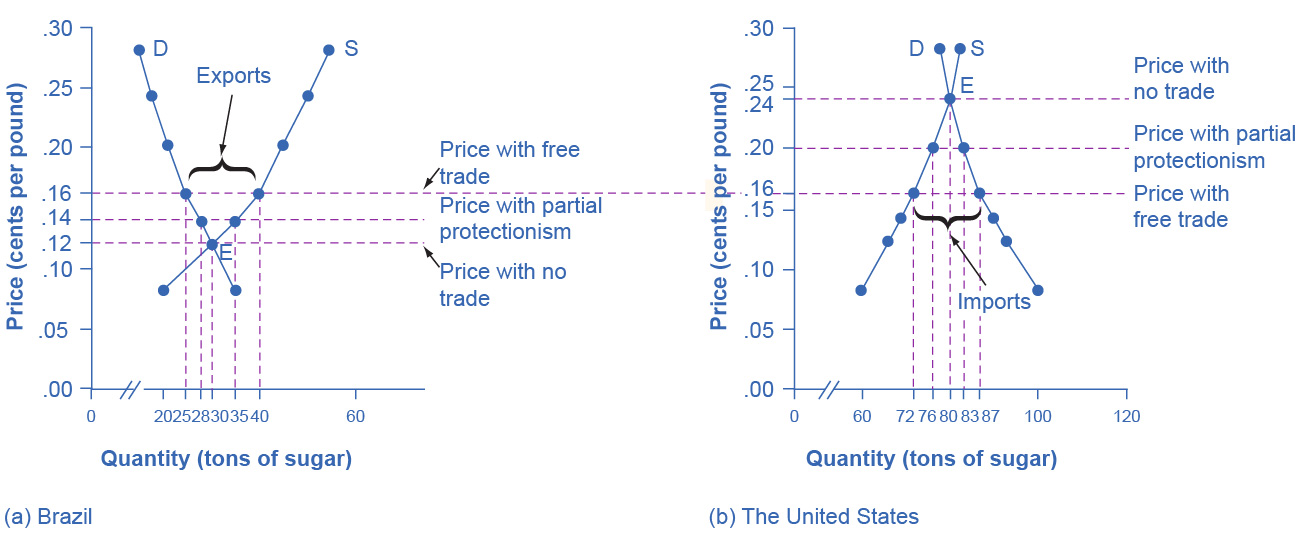 .30
.25
.20
.16
.14
.12
.10
.05
.00
Price (cents per pound)
D
S
Exports
E
Price with free
trade
Price with partial
protectionism
Price with no
trade
0
20
25
28
30
35
40
60
Quantity (tons of sugar)
(a) Brazil
.30
.25
.24
.20
.16
.15
.10
.05
.00
Price (cents per pound)
D
S
E
Price with
no trade
Price with partial
protectionism
Price with
free trade
Imports
0
60
72
76
80
83
87
100
120
Quantity (tons of sugar)
(b) The United States